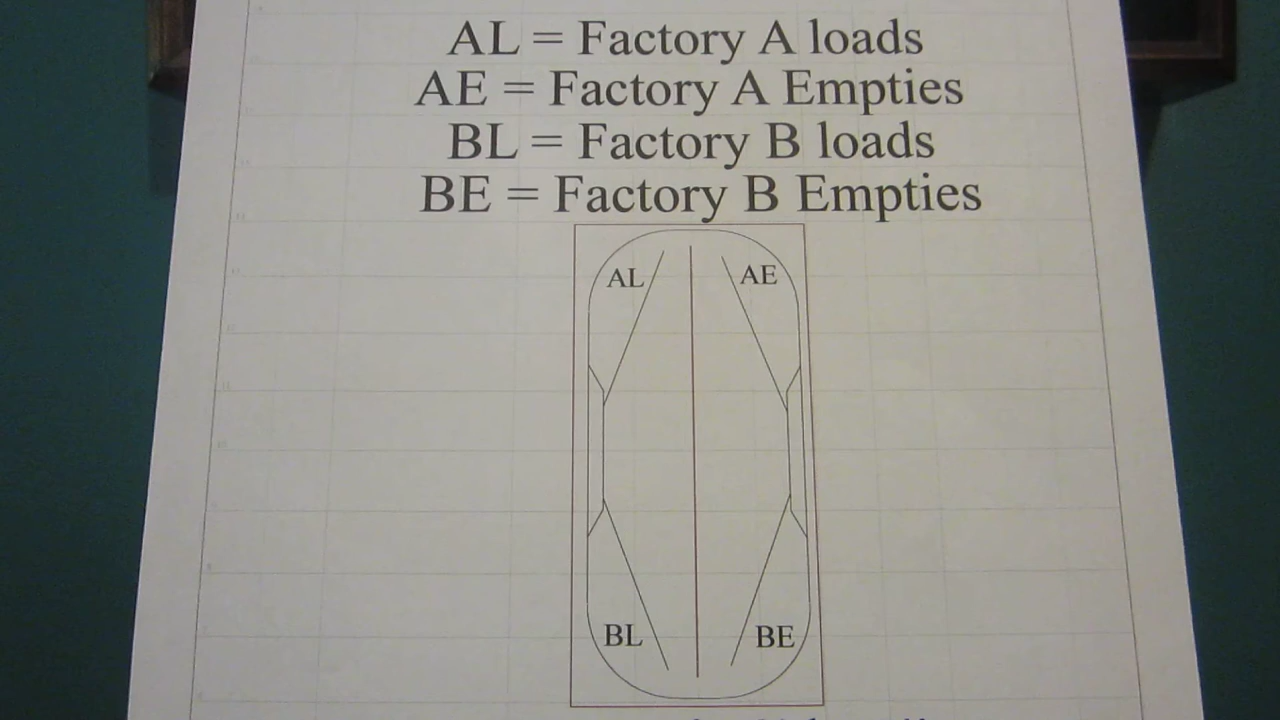 AL = Factory A loads
AE = Factory A Empties
BL = Factory B loads
BE = Factory B Empties
AL AE
BL BE